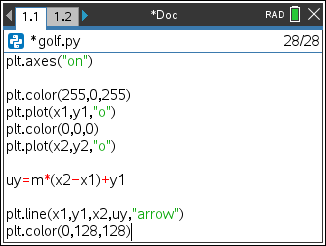 1.1 1.2 *Doc RAD
*golf.py 28/28
plt.axes("on")
plt.color(255,0,255)
plt.plot(x1,y1,"o")
plt.color(0,0,0)
plt.plot(x2,y2,"o")
uy=m*(x2-x1)+y1
plt.line(x1,y1,x2,uy,"arrow")
plt.color(0,128,128)